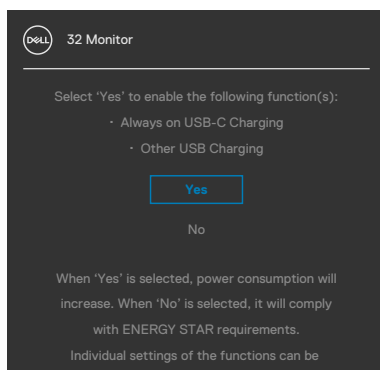 DELL
32 Monitor
Select ‘Yes’ to enable the following function(s):
· Always on USB-C Charging
· Other USB Charging
Yes
No
When ‘Yes’ is selected, power consumption will
increase. When ‘No’ is selected, it will comply
with ENERGY STAR requirements.
Individual settings of the functions can be